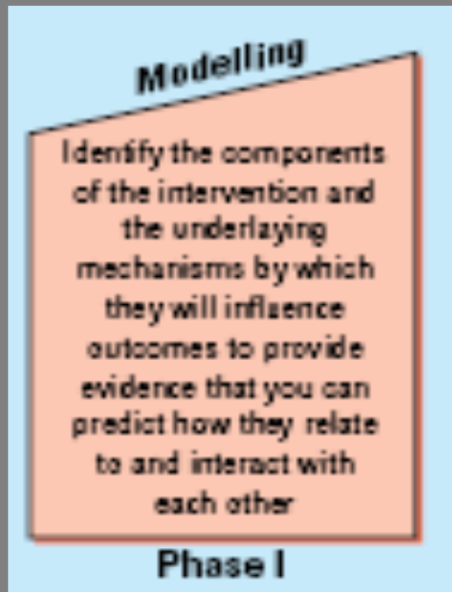 Modelling
Identify the components
of the intervention and
the underlaying
mechanisms by which
they will influence
outcomes to provide
evidence that you can
predict how they relate
to and interact with
each other
Phase I